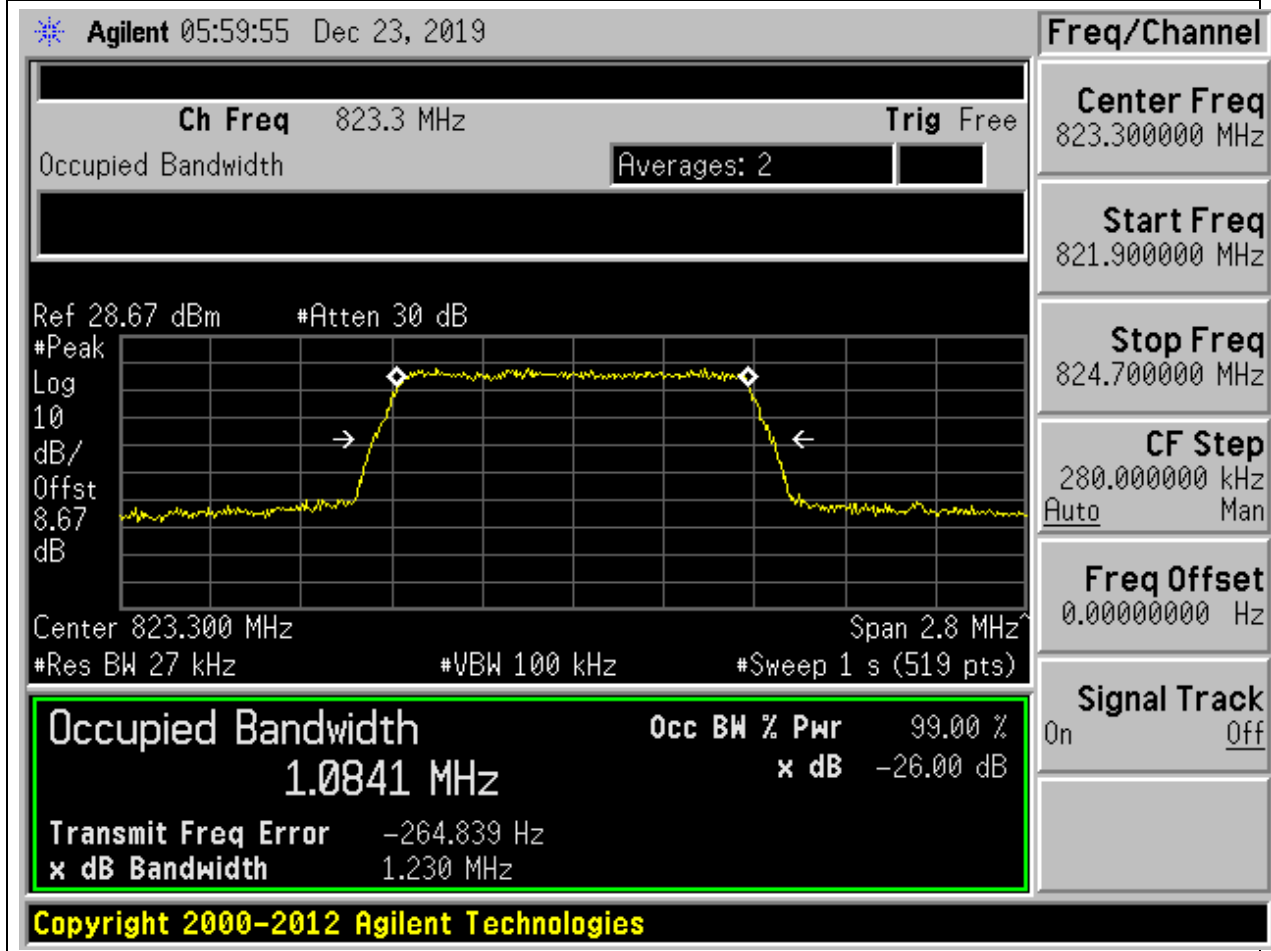 Agilent 05:59:55 Dec 23, 2019
Ch Freq 823.3 MHz Trig Free
Occupied Bandwidth Averages: 2
Ref 28.67 dBm #Atten 30 dB
#Peak
Log
10
dB/
Offst
8.67
dB
Center 823.300 MHz Span 2.8 MHz^
#Res BW 27 kHz #VBW 100 kHz #Sweep 1 s (519 pts)
Occupied Bandwidth
1.0841 MHz
Occ BW % Pwr 99.00 %
x dB -26.00 dB
Transmit Freq Error -264.839 Hz
x dB Bandwidth 1.230 MHz
Copyright 2000-2012 Agilent Technologies
Freq/Channel
Center Freq
823.300000 MHz
Start Freq
821.900000 MHz
Stop Freq
824.700000 MHz
CF Step
280.000000 kHz
Auto Man
Freq Offset
0.00000000 Hz
Signal Track
On Off